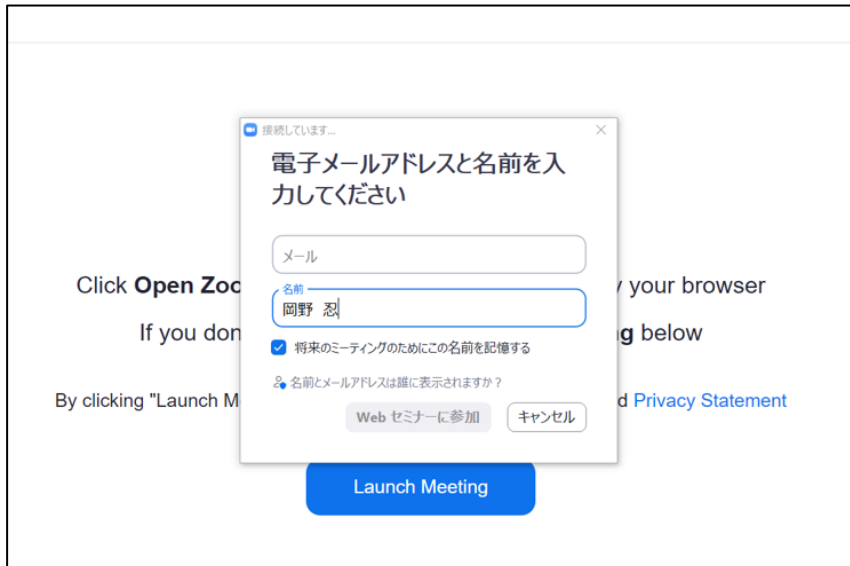 接続しています...
電子メールアドレスと名前を入
力してください
メール
Click Open Zoo
y your browser
名前
岡野 忍
If you don
g below
将来のミーティングのためにこの名前を記憶する
名前とメールアドレスは誰に表示されますか？
By clicking "Launch M
d Privacy Statement
Web セミナーに参加
キャンセル
Launch Meeting